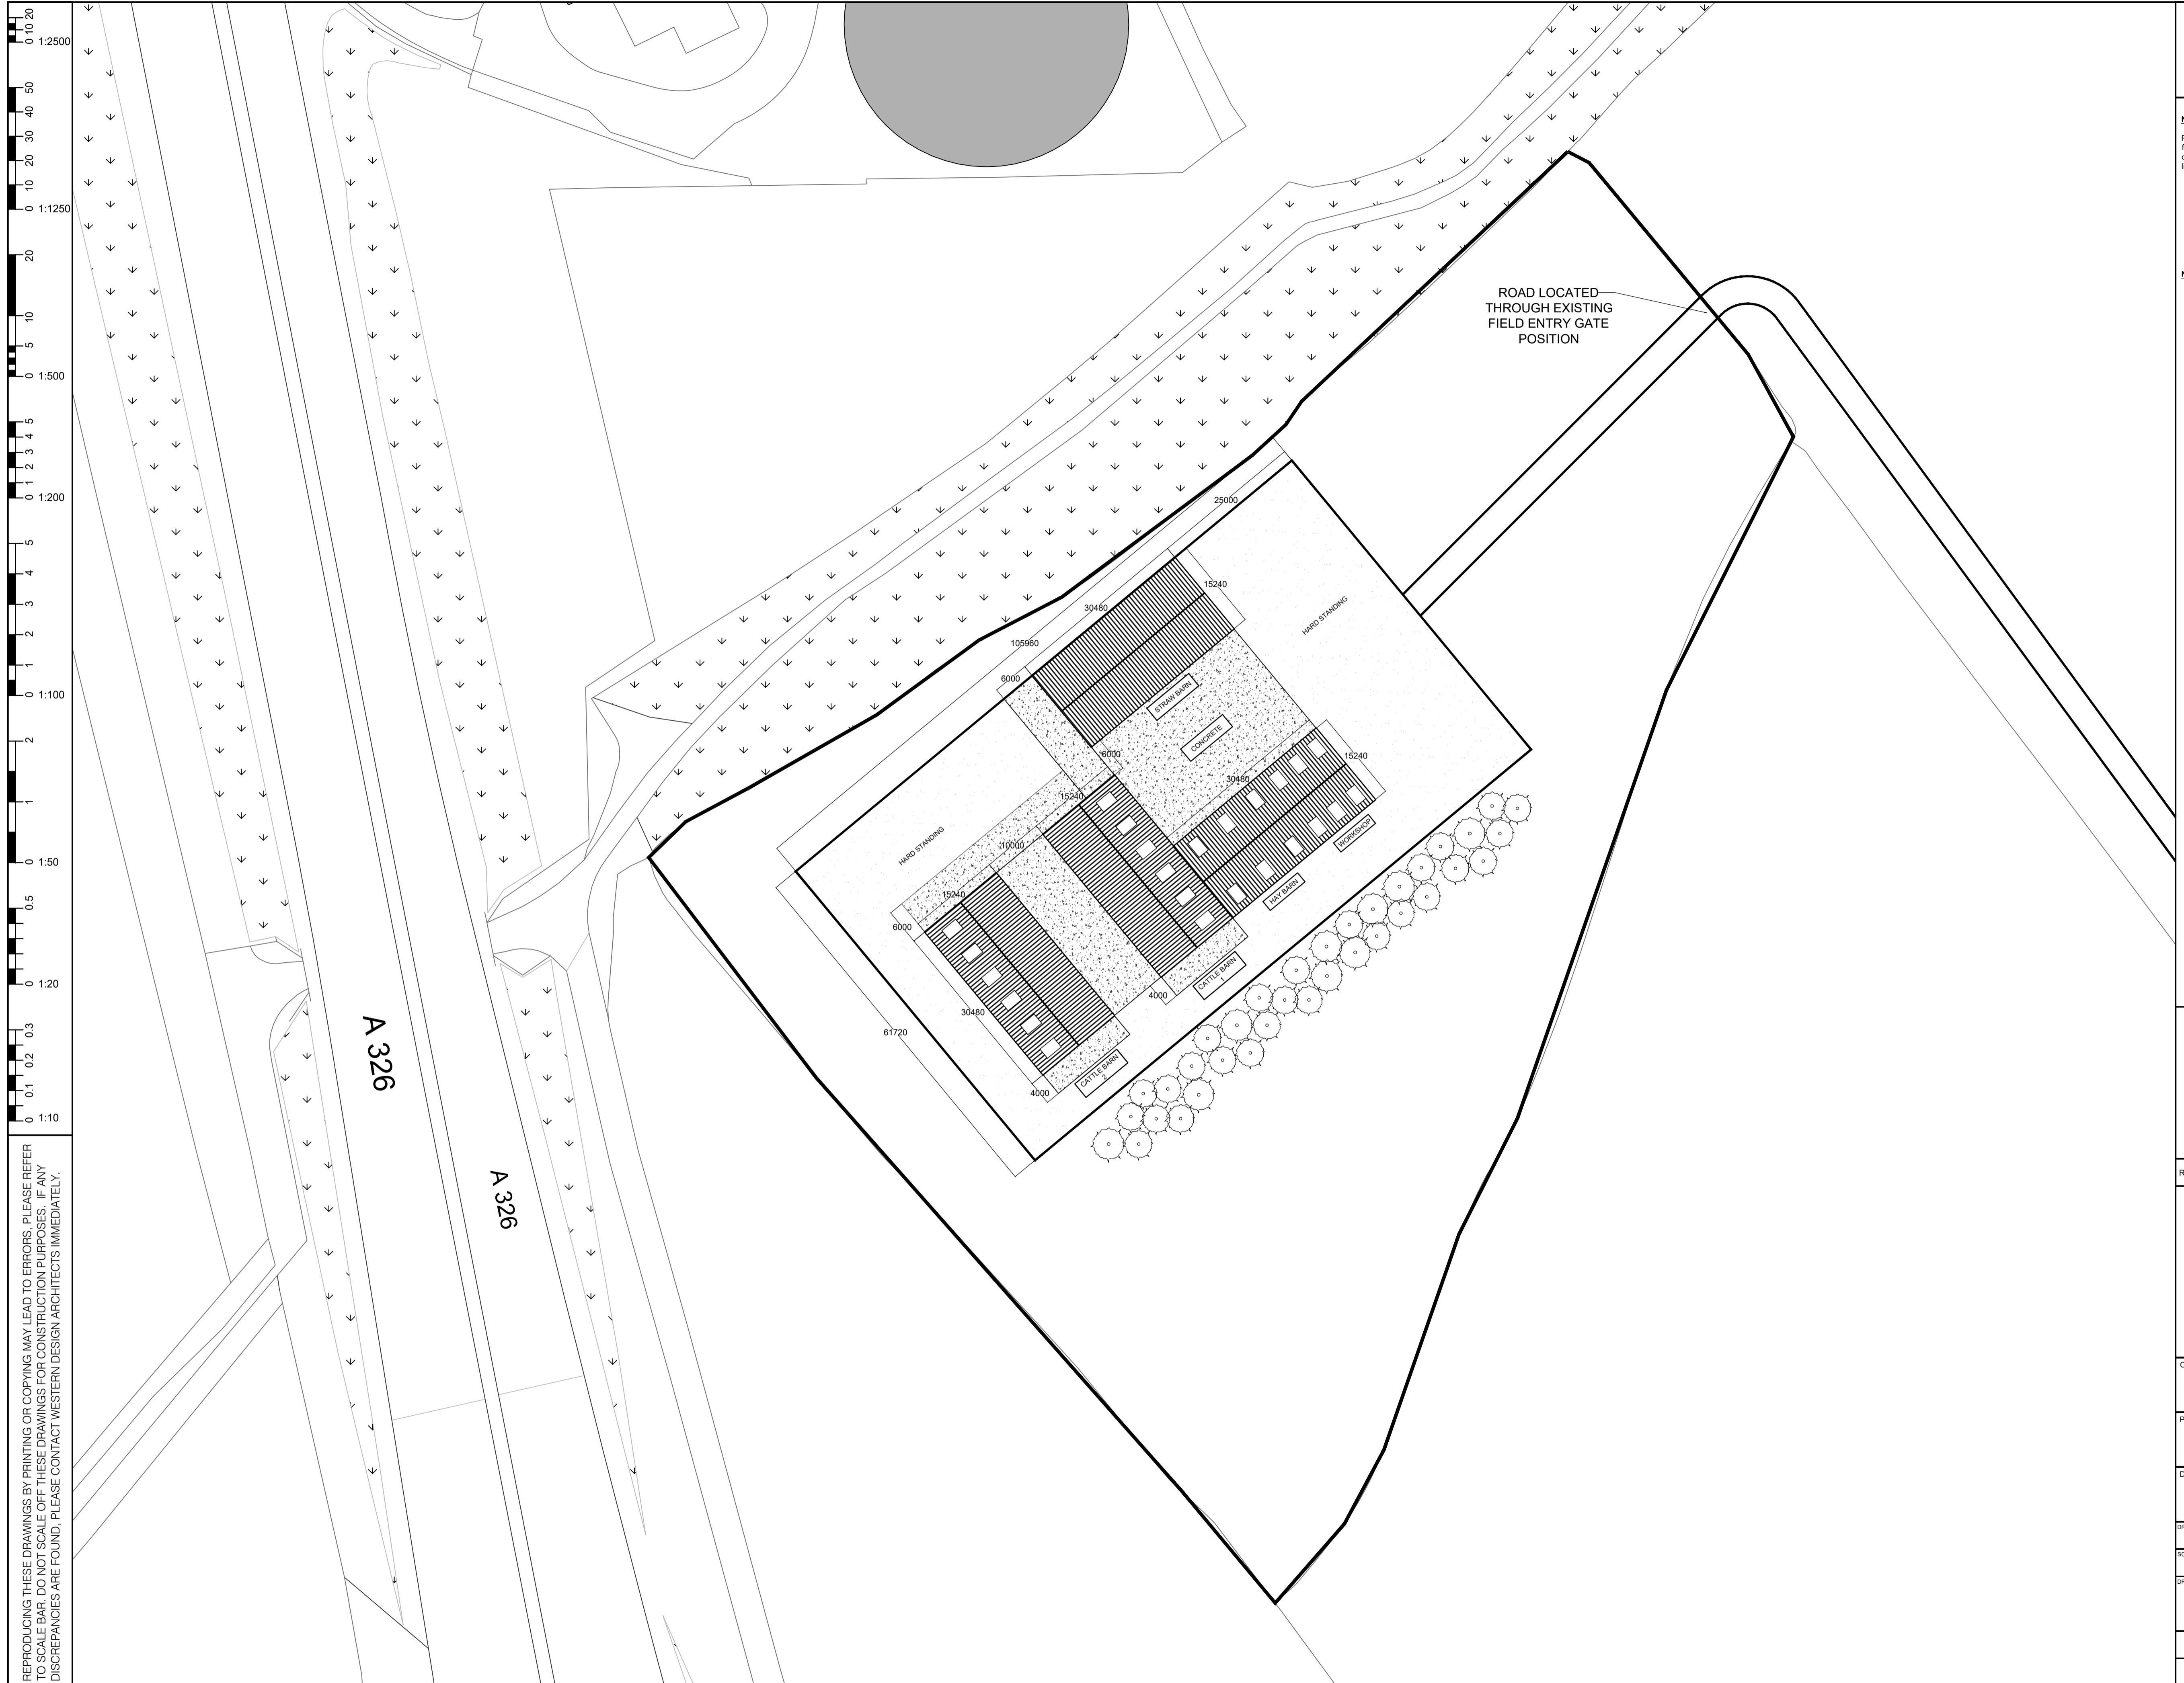 0 10 20
1:2500
0 10 20 30 40 50
1:1250
0 5 10 20
1:500
0 1 2 3 4 5
1:200
0 1 2 3 4 5
1:100
0 1 2
1:50
0 0.5
1:20
0 0.1 0.2 0.3
1:10
REPRODUCING THESE DRAWINGS BY PRINTING OR COPYING MAY LEAD TO ERRORS, PLEASE REFER
TO SCALE BAR. DO NOT SCALE OFF THESE DRAWINGS FOR CONSTRUCTION PURPOSES. IF ANY
DISCREPANCIES ARE FOUND, PLEASE CONTACT WESTERN DESIGN ARCHITECTS IMMEDIATELY.
A 326
A 326
ROAD LOCATED
THROUGH EXISTING
FIELD ENTRY GATE
POSITION
25000
15240
30480
105960
6000
HARD STANDING
STRAW BARN
CONCRETE
6000
15240
30480
15240
WORKSHOP
HAY BARN
HARD STANDING
10000
15240
6000
CATTLE BARN
1
4000
30480
61720
CATTLE BARN
2
4000